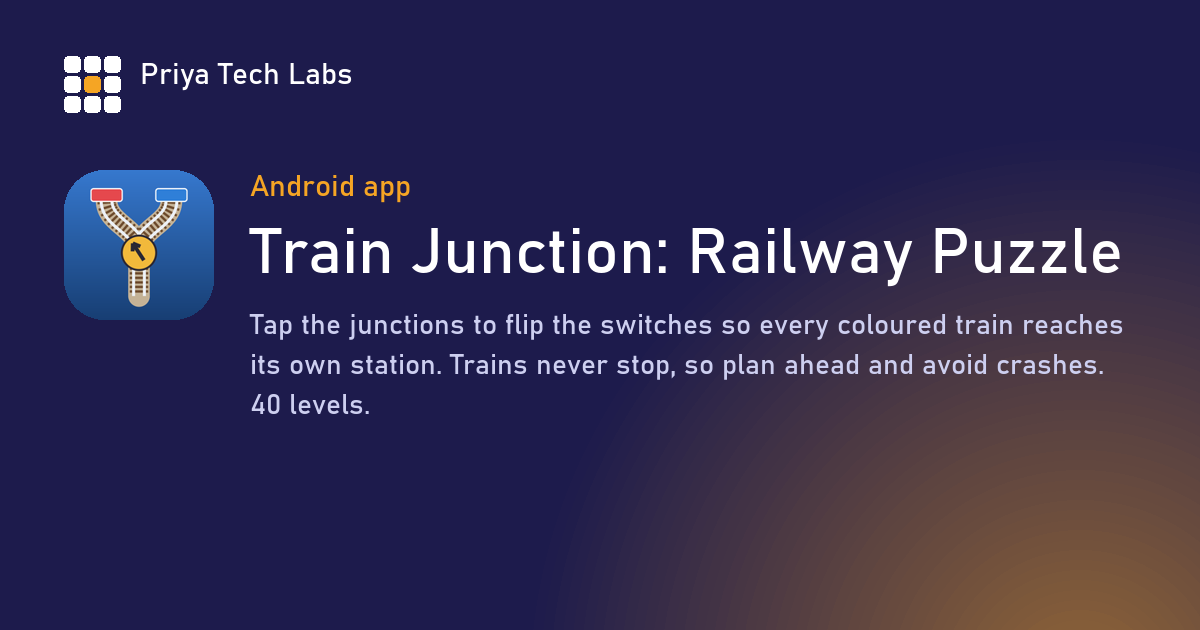 Priya Tech Labs
Android app
Train Junction: Railway Puzzle
Tap the junctions to flip the switches so every coloured train reaches
its own station. Trains never stop, so plan ahead and avoid crashes.
40 levels.